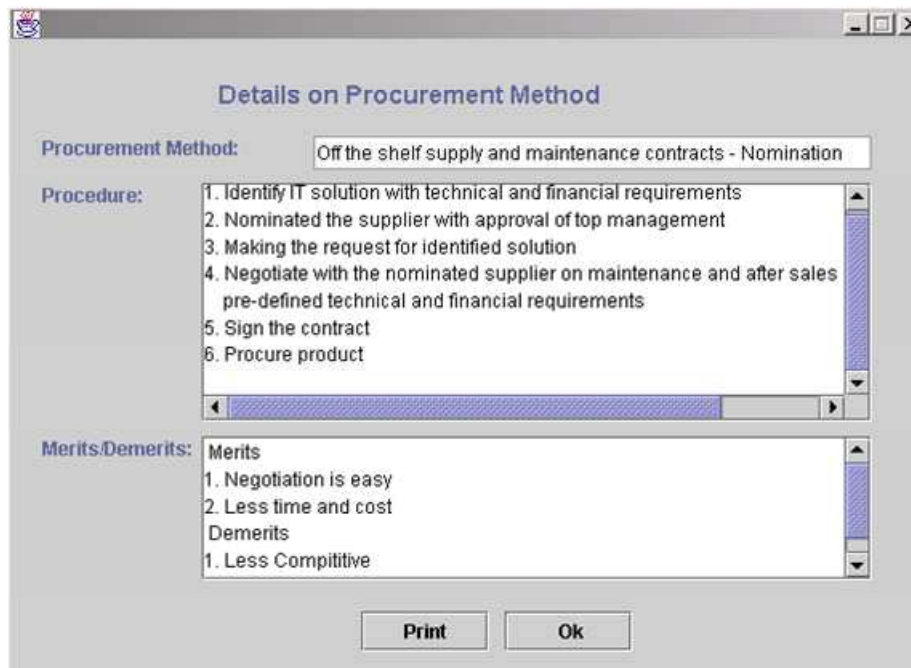 Details on Procurement Method
Procurement Method:
Off the shelf supply and maintenance contracts - Nomination
Procedure:
1. Identify IT solution with technical and financial requirements
2. Nominated the supplier with approval of top management
3. Making the request for identified solution
4. Negotiate with the nominated supplier on maintenance and after sales
pre-defined technical and financial requirements
5. Sign the contract
6. Procure product
Merits/Demerits:
Merits
1. Negotiation is easy
2. Less time and cost
Demerits
1. Less Compititive
Print
Ok